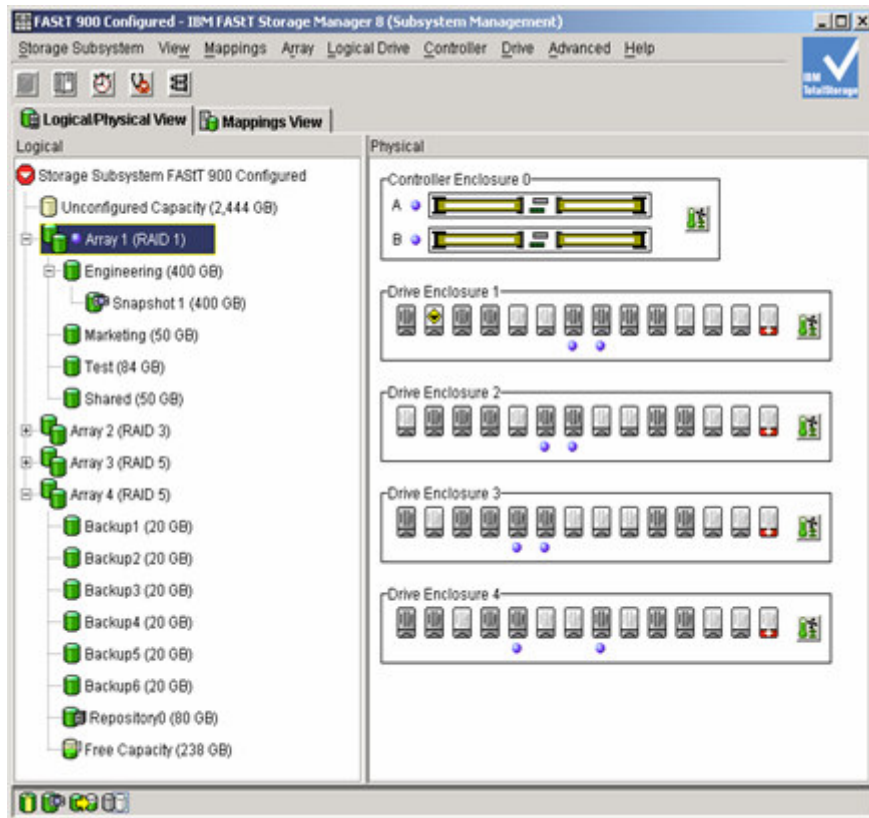 FAStT 900 Configured - IBM FAStT Storage Manager 8 (Subsystem Management)
Storage Subsystem View Mappings Array Logical Drive Controller Drive Advanced Help
IBM
TotalStorage
Logical/Physical View Mappings View
Logical
Storage Subsystem FAStT 900 Configured
Unconfigured Capacity (2,444 GB)
Array 1 (RAID 1)
Engineering (400 GB)
Snapshot 1 (400 GB)
Marketing (50 GB)
Test (84 GB)
Shared (50 GB)
Array 2 (RAID 3)
Array 3 (RAID 5)
Array 4 (RAID 5)
Backup1 (20 GB)
Backup2 (20 GB)
Backup3 (20 GB)
Backup4 (20 GB)
Backup5 (20 GB)
Backup6 (20 GB)
Repository0 (80 GB)
Free Capacity (238 GB)
Physical
Controller Enclosure 0
A
B
Drive Enclosure 1
Drive Enclosure 2
Drive Enclosure 3
Drive Enclosure 4